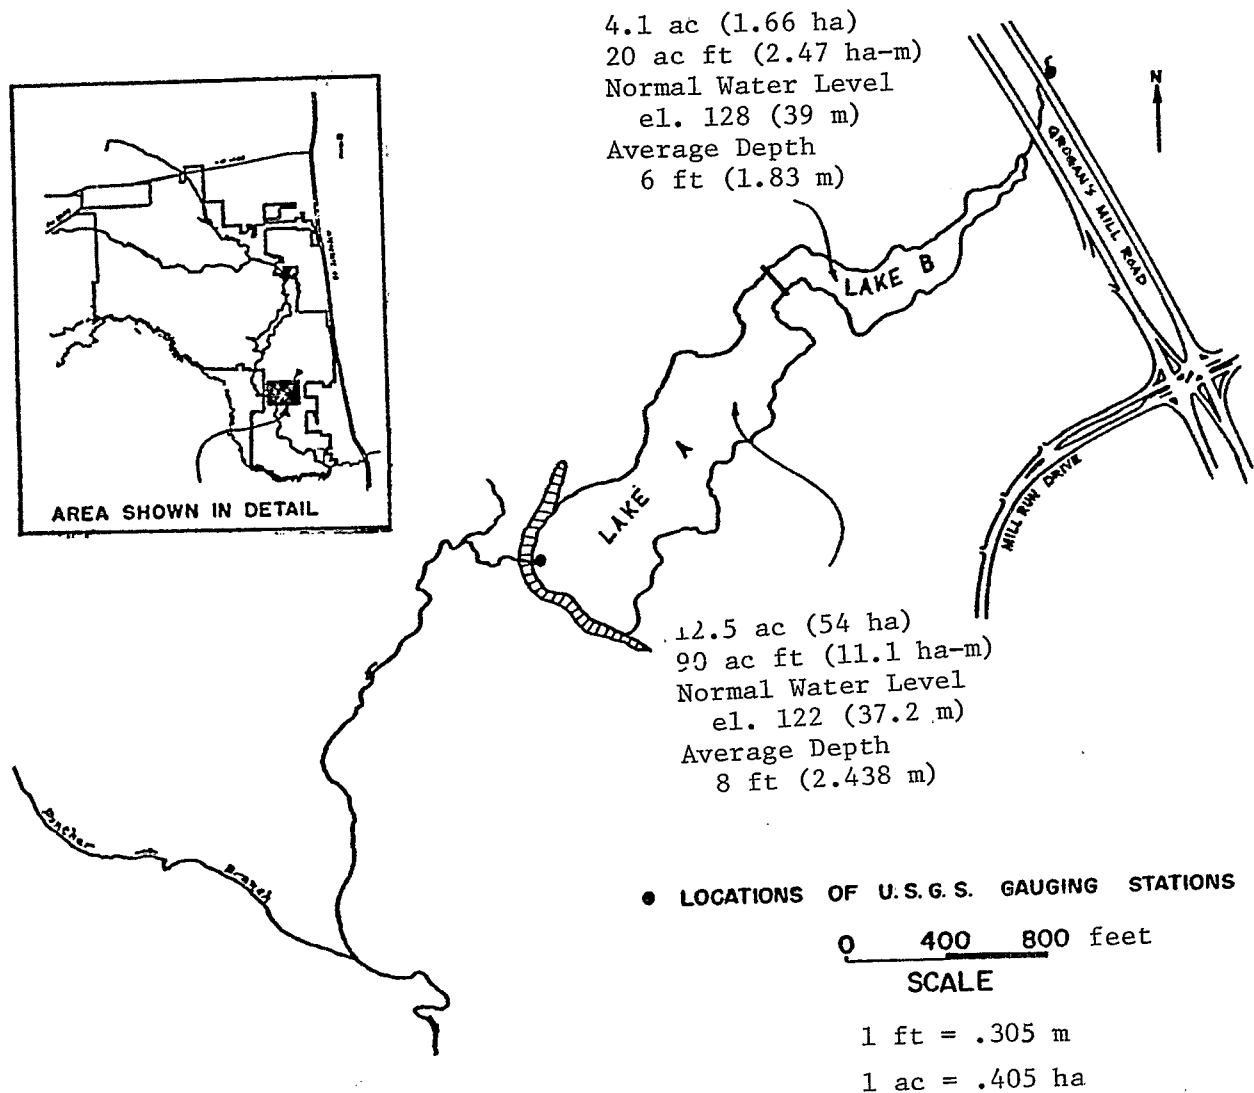 4.1 ac (1.66 ha)
20 ac ft (2.47 ha-m)
Normal Water Level
el. 128 (39 m)
Average Depth
6 ft (1.83 m)
N
GROGAN'S MILL ROAD
LAKE B
LAKE A
MILL RUN DRIVE
AREA SHOWN IN DETAIL
12.5 ac (54 ha)
90 ac ft (11.1 ha-m)
Normal Water Level
el. 122 (37.2 m)
Average Depth
8 ft (2.438 m)
Panther
Branch
LOCATIONS OF U.S.G.S. GAUGING STATIONS
0 400 800 feet
SCALE
1 ft = .305 m
1 ac = .405 ha